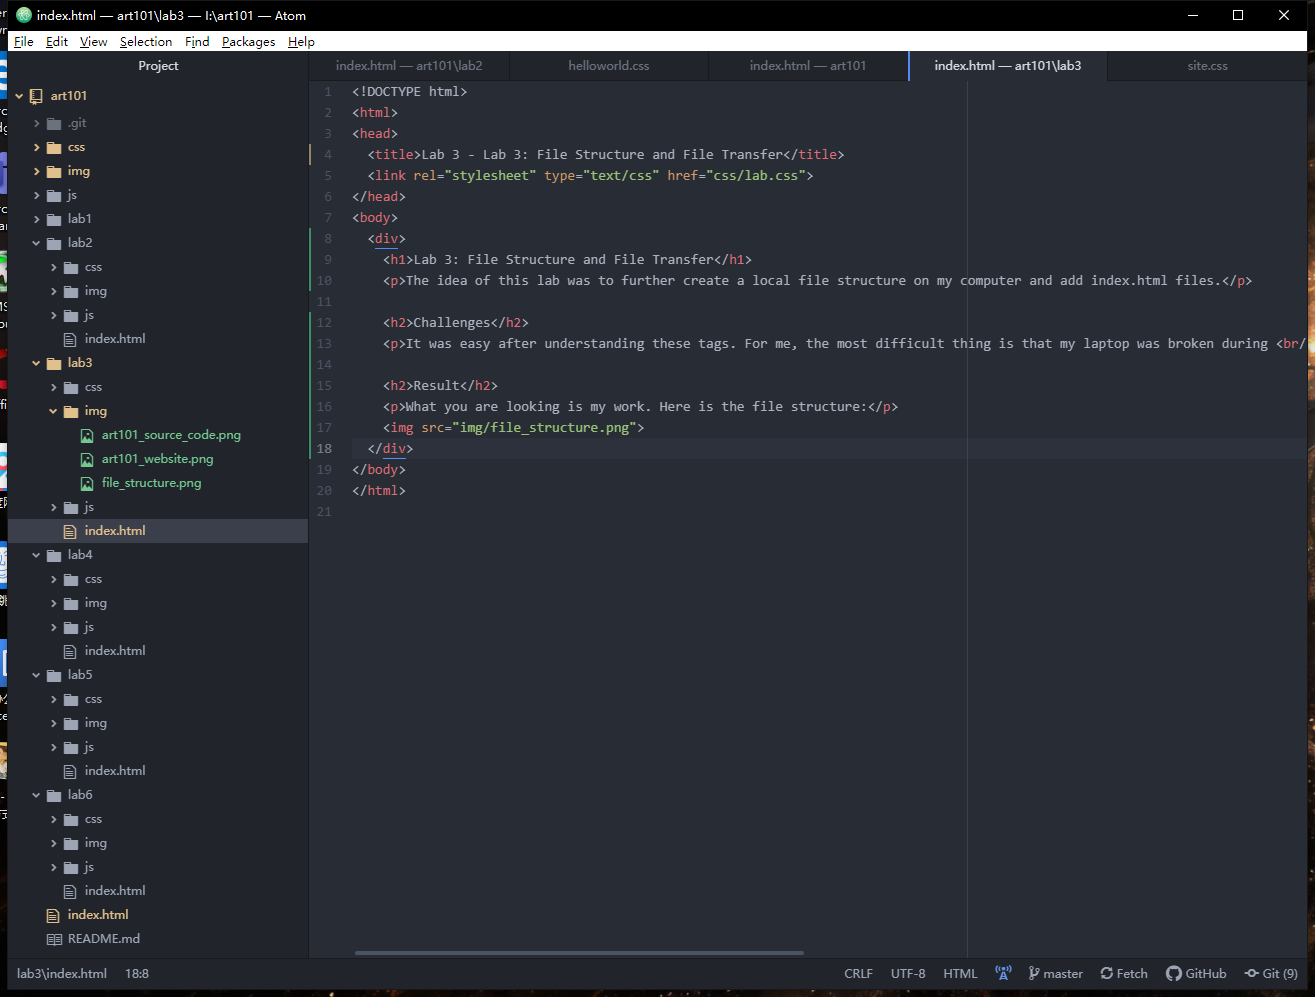 index.html — art101\lab3 — I:\art101 — Atom
File Edit View Selection Find Packages Help
Project
index.html — art101\lab2
helloworld.css
index.html — art101
index.html — art101\lab3
site.css
art101
.git
css
img
js
lab1
lab2
css
img
js
index.html
lab3
css
img
art101_source_code.png
art101_website.png
file_structure.png
js
index.html
lab4
css
img
js
index.html
lab5
css
img
js
index.html
lab6
css
img
js
index.html
index.html
README.md
1 <!DOCTYPE html>
2 <html>
3 <head>
4 <title>Lab 3 - Lab 3: File Structure and File Transfer</title>
5 <link rel="stylesheet" type="text/css" href="css/lab.css">
6 </head>
7 <body>
8 <div>
9 <h1>Lab 3: File Structure and File Transfer</h1>
10 <p>The idea of this lab was to further create a local file structure on my computer and add index.html files.</p>
11
12 <h2>Challenges</h2>
13 <p>It was easy after understanding these tags. For me, the most difficult thing is that my laptop was broken during <br/
14
15 <h2>Result</h2>
16 <p>What you are looking is my work. Here is the file structure:</p>
17 <img src="img/file_structure.png">
18 </div>
19 </body>
20 </html>
21
lab3\index.html 18:8
CRLF UTF-8 HTML master Fetch GitHub Git (9)